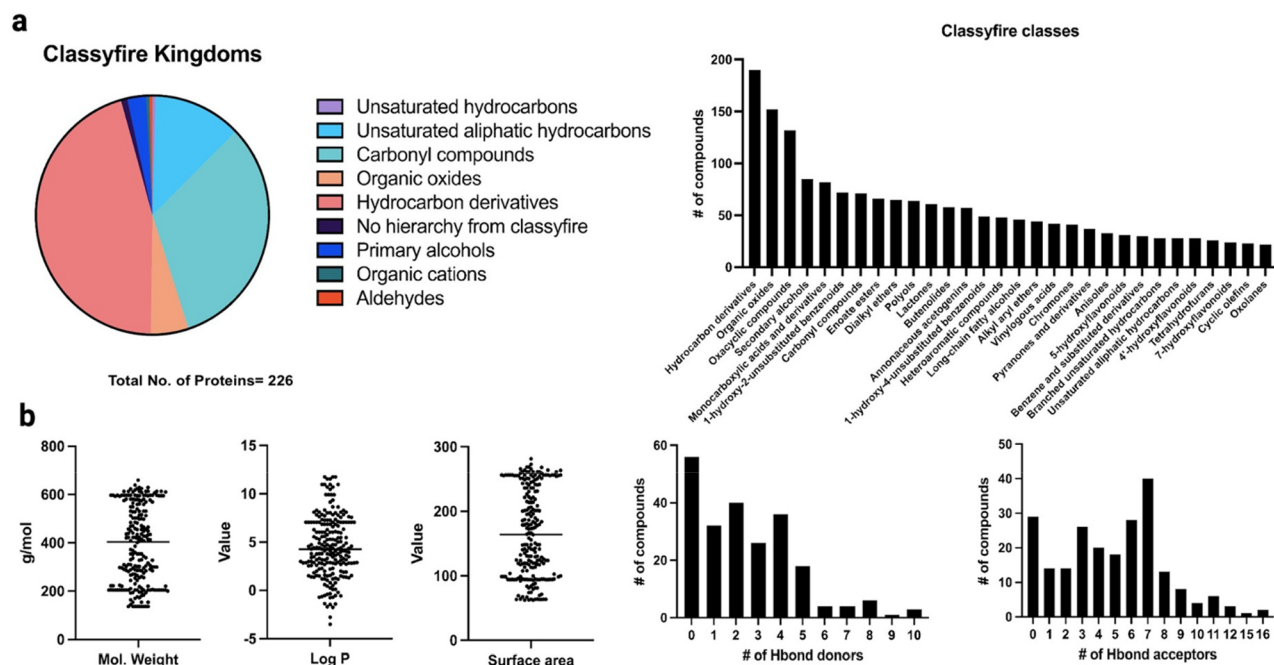 a
Classyfire Kingdoms
Unsaturated hydrocarbons
Unsaturated aliphatic hydrocarbons
Carbonyl compounds
Organic oxides
Hydrocarbon derivatives
No hierarchy from classyfire
Primary alcohols
Organic cations
Aldehydes
Total No. of Proteins= 226
Classyfire classes
# of compounds
200
150
100
50
0
Hydrocarbon derivatives
Organic oxides
Oxacyclic compounds
Secondary alcohols
Monocarboxylic acids and derivatives
1-hydroxy-2-unsubstituted benzenoids
Carbonyl compounds
Enoate esters
Dialkyl ethers
Polyols
Lactones
Butenolides
Annonaceous acetogenins
1-hydroxy-4-unsubstituted benzenoids
Heteroaromatic compounds
Long-chain fatty alcohols
Alkyl aryl ethers
Vinylogous acids
Chromones
Pyranones and derivatives
Anisoles
5-hydroxyflavonoids
Benzene and substituted derivatives
Branched unsaturated hydrocarbons
Unsaturated aliphatic hydrocarbons
4'-hydroxyflavonoids
Tetrahydrofurans
7-hydroxyflavonoids
Cyclic olefins
Oxolanes
b
g/mol
800
600
400
200
0
Mol. Weight
Value
15
10
5
0
-5
Log P
Value
300
200
100
0
Surface area
# of compounds
60
40
20
0
0 1 2 3 4 5 6 7 8 9 10
# of Hbond donors
# of compounds
50
40
30
20
10
0
0 1 2 3 4 5 6 7 8 9 10 11 12 15 16
# of Hbond acceptors